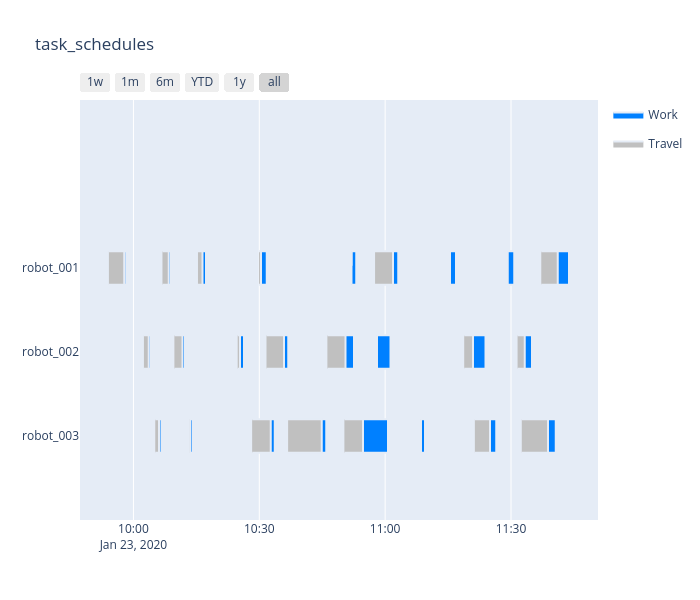 task_schedules
1w 1m 6m YTD 1y all
Work
Travel
robot_001
robot_002
robot_003
10:00 10:30 11:00 11:30
Jan 23, 2020